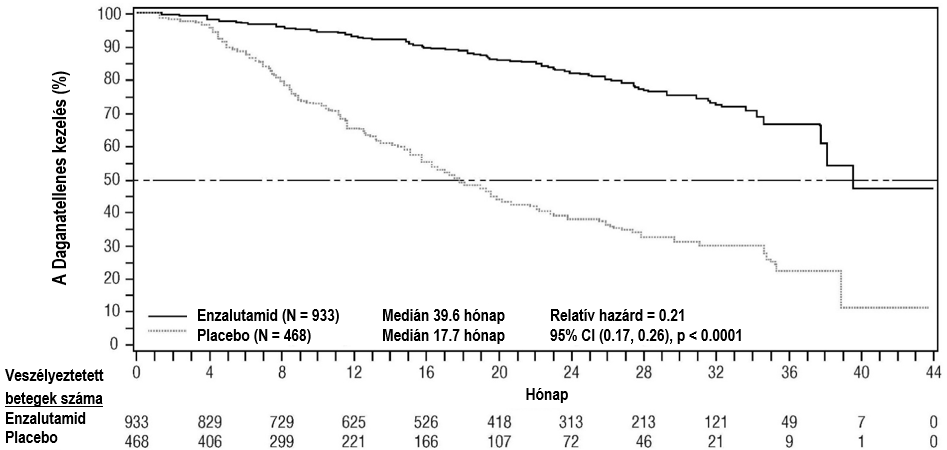 A Daganatellenes kezelés (%)
100
90
80
70
60
50
40
30
20
10
0
Enzalutamid (N = 933) Medián 39.6 hónap Relatív hazárd = 0.21
Placebo (N = 468) Medián 17.7 hónap 95% CI (0.17, 0.26), p < 0.0001
0 4 8 12 16 20 24 28 32 36 40 44
Hónap
Veszélyeztetett
betegek száma
Enzalutamid 933 829 729 625 526 418 313 213 121 49 7 0
Placebo 468 406 299 221 166 107 72 46 21 9 1 0